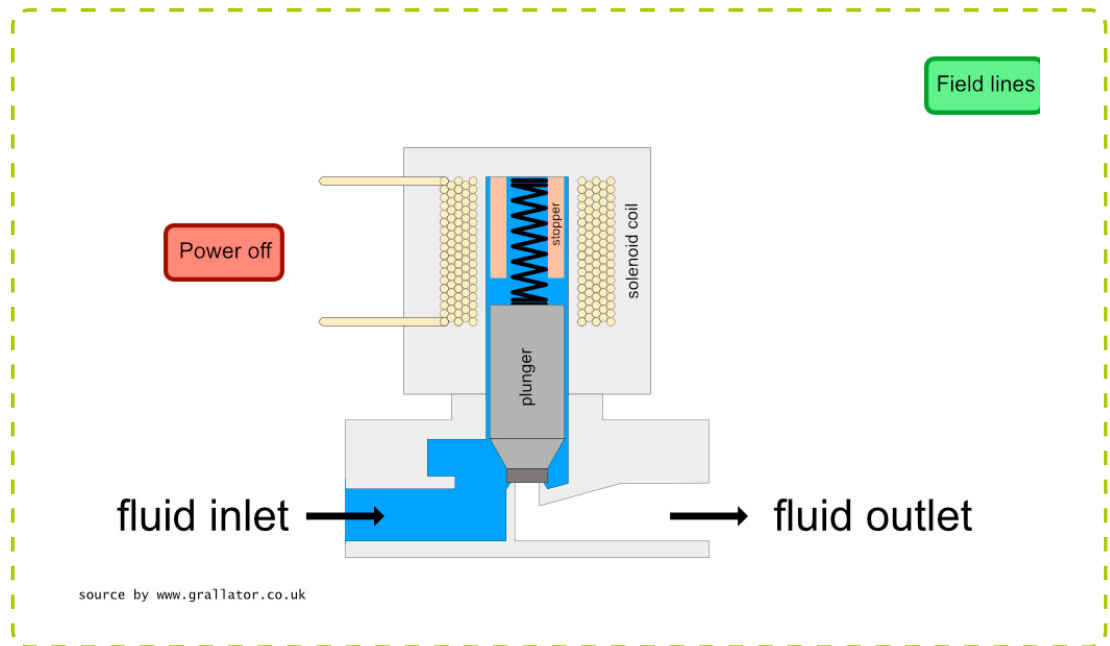 Field lines
stopper
solenoid coil
Power off
plunger
fluid inlet
fluid outlet
source by www.grallator.co.uk